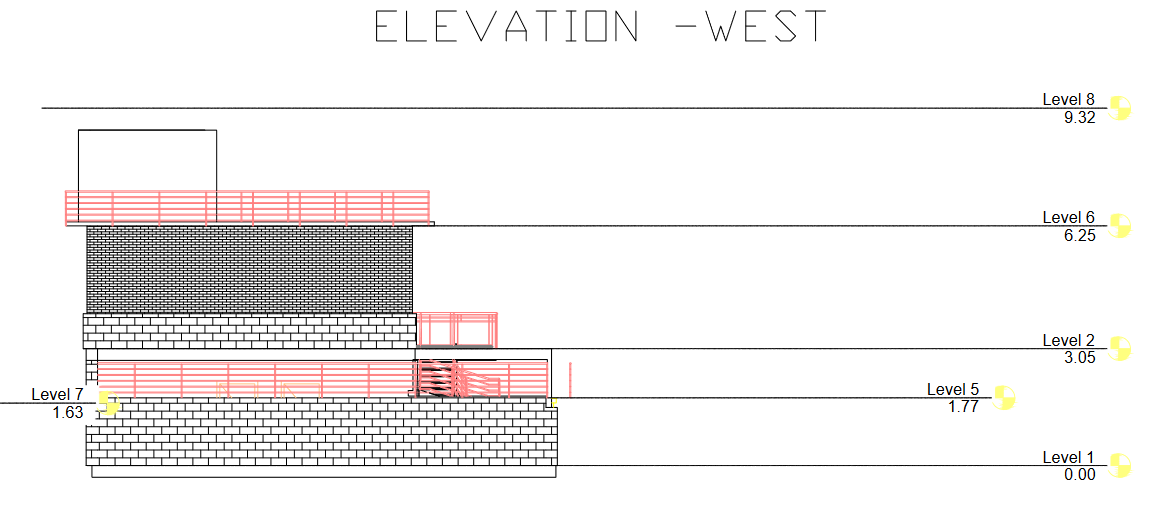 ELEVATION -WEST
Level 8
9.32
Level 6
6.25
Level 2
3.05
Level 7
1.63
Level 5
1.77
Level 1
0.00